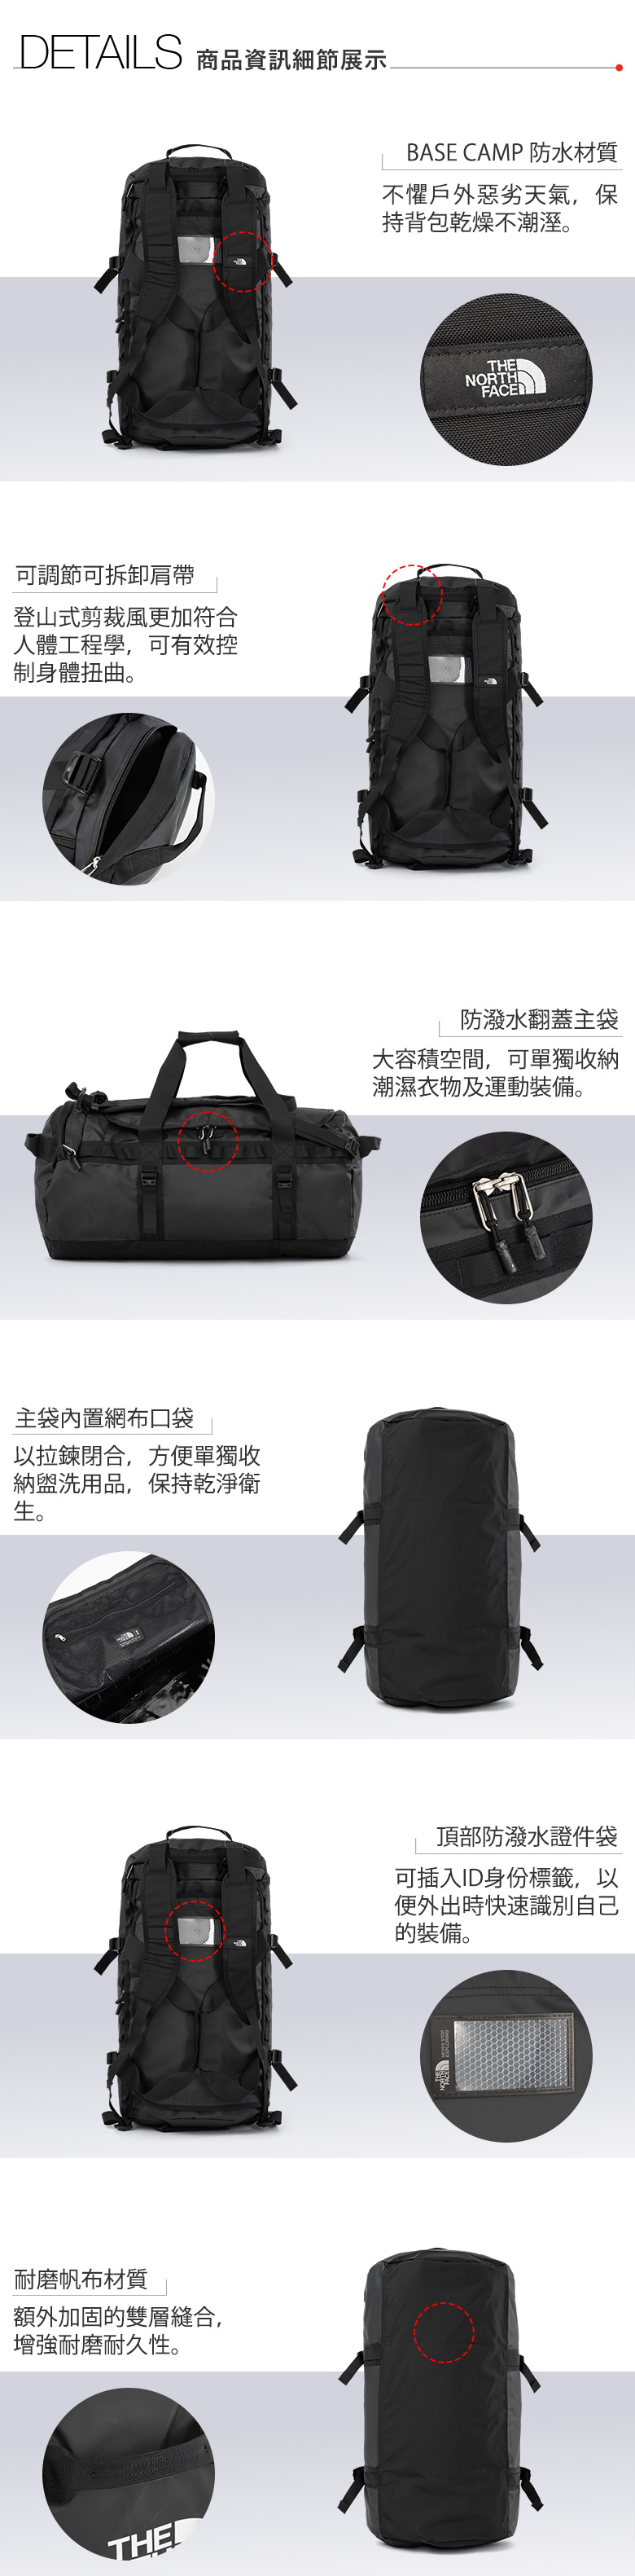 DETAILS 商品資訊細節展示
BASE CAMP 防水材質
不懼戶外惡劣天氣，保
持背包乾燥不潮溼。
THE
NORTH
FACE
可調節可拆卸肩帶
登山式剪裁風更加符合
人體工程學，可有效控
制身體扭曲。
防潑水翻蓋主袋
大容積空間，可單獨收納
潮濕衣物及運動裝備。
主袋內置網布口袋
以拉鍊閉合，方便單獨收
納盥洗用品，保持乾淨衛
生。
頂部防潑水證件袋
可插入ID身份標籤，以
便外出時快速識別自己
的裝備。
THE
NORTH
FACE
NEVER STOP
EXPLORING
耐磨帆布材質
額外加固的雙層縫合，
增強耐磨耐久性。
THE